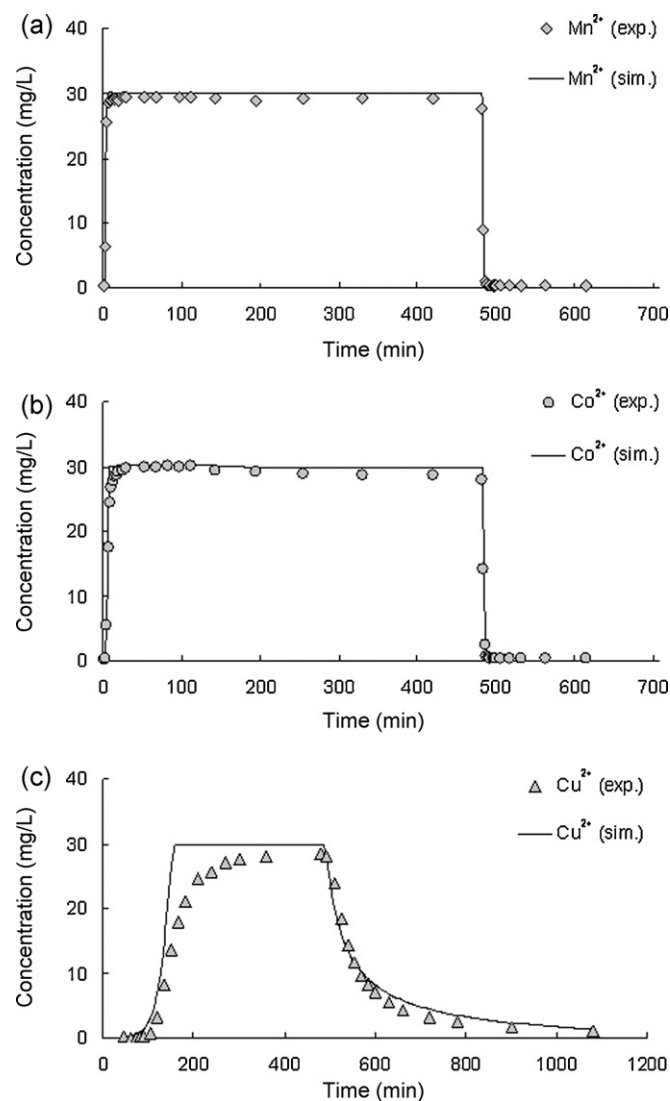 (a)
40
30
20
10
0
Concentration (mg/L)
Mn²⁺ (exp.)
Mn²⁺ (sim.)
0 100 200 300 400 500 600 700
Time (min)
(b)
40
30
20
10
0
Concentration (mg/L)
Co²⁺ (exp.)
Co²⁺ (sim.)
0 100 200 300 400 500 600 700
Time (min)
(c)
40
30
20
10
0
Concentration (mg/L)
Cu²⁺ (exp.)
Cu²⁺ (sim.)
0 200 400 600 800 1000 1200
Time (min)